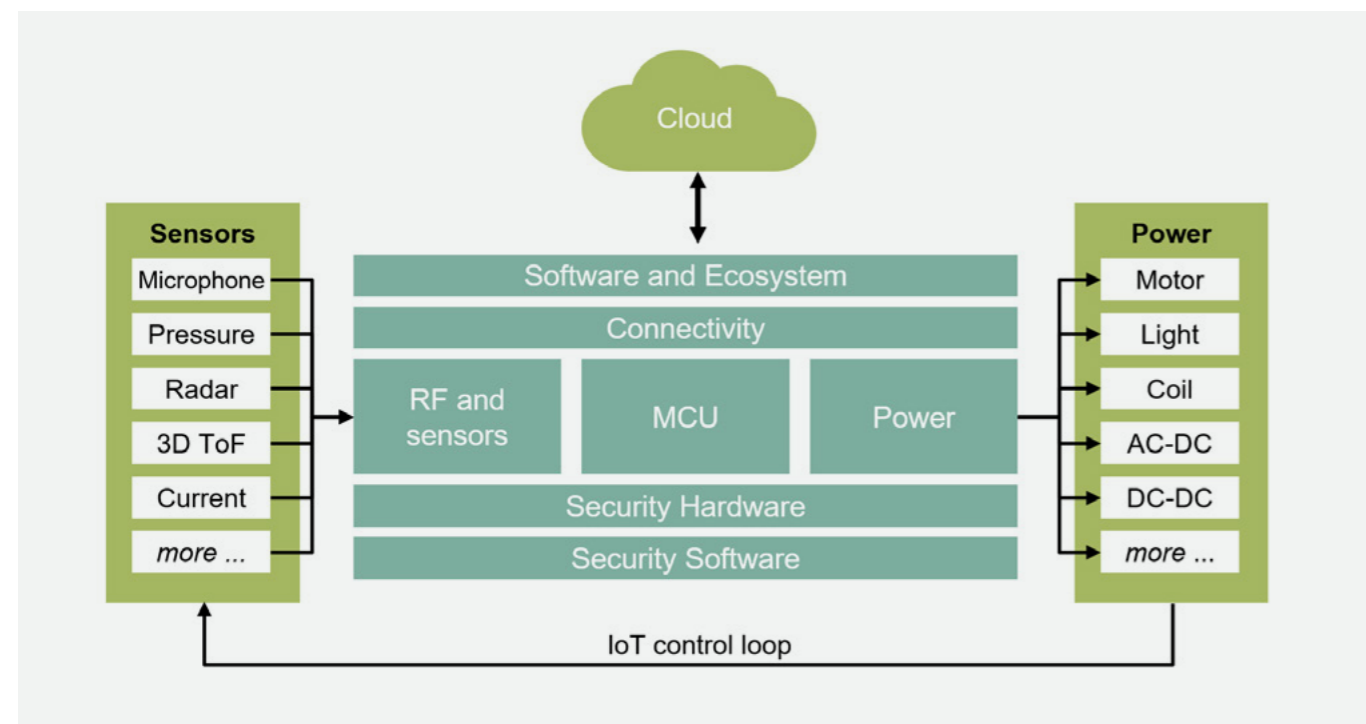 Cloud
Sensors
Microphone
Pressure
Radar
3D ToF
Current
more ...
Software and Ecosystem
Connectivity
RF and
sensors
MCU
Power
Security Hardware
Security Software
Power
Motor
Light
Coil
AC-DC
DC-DC
more ...
IoT control loop